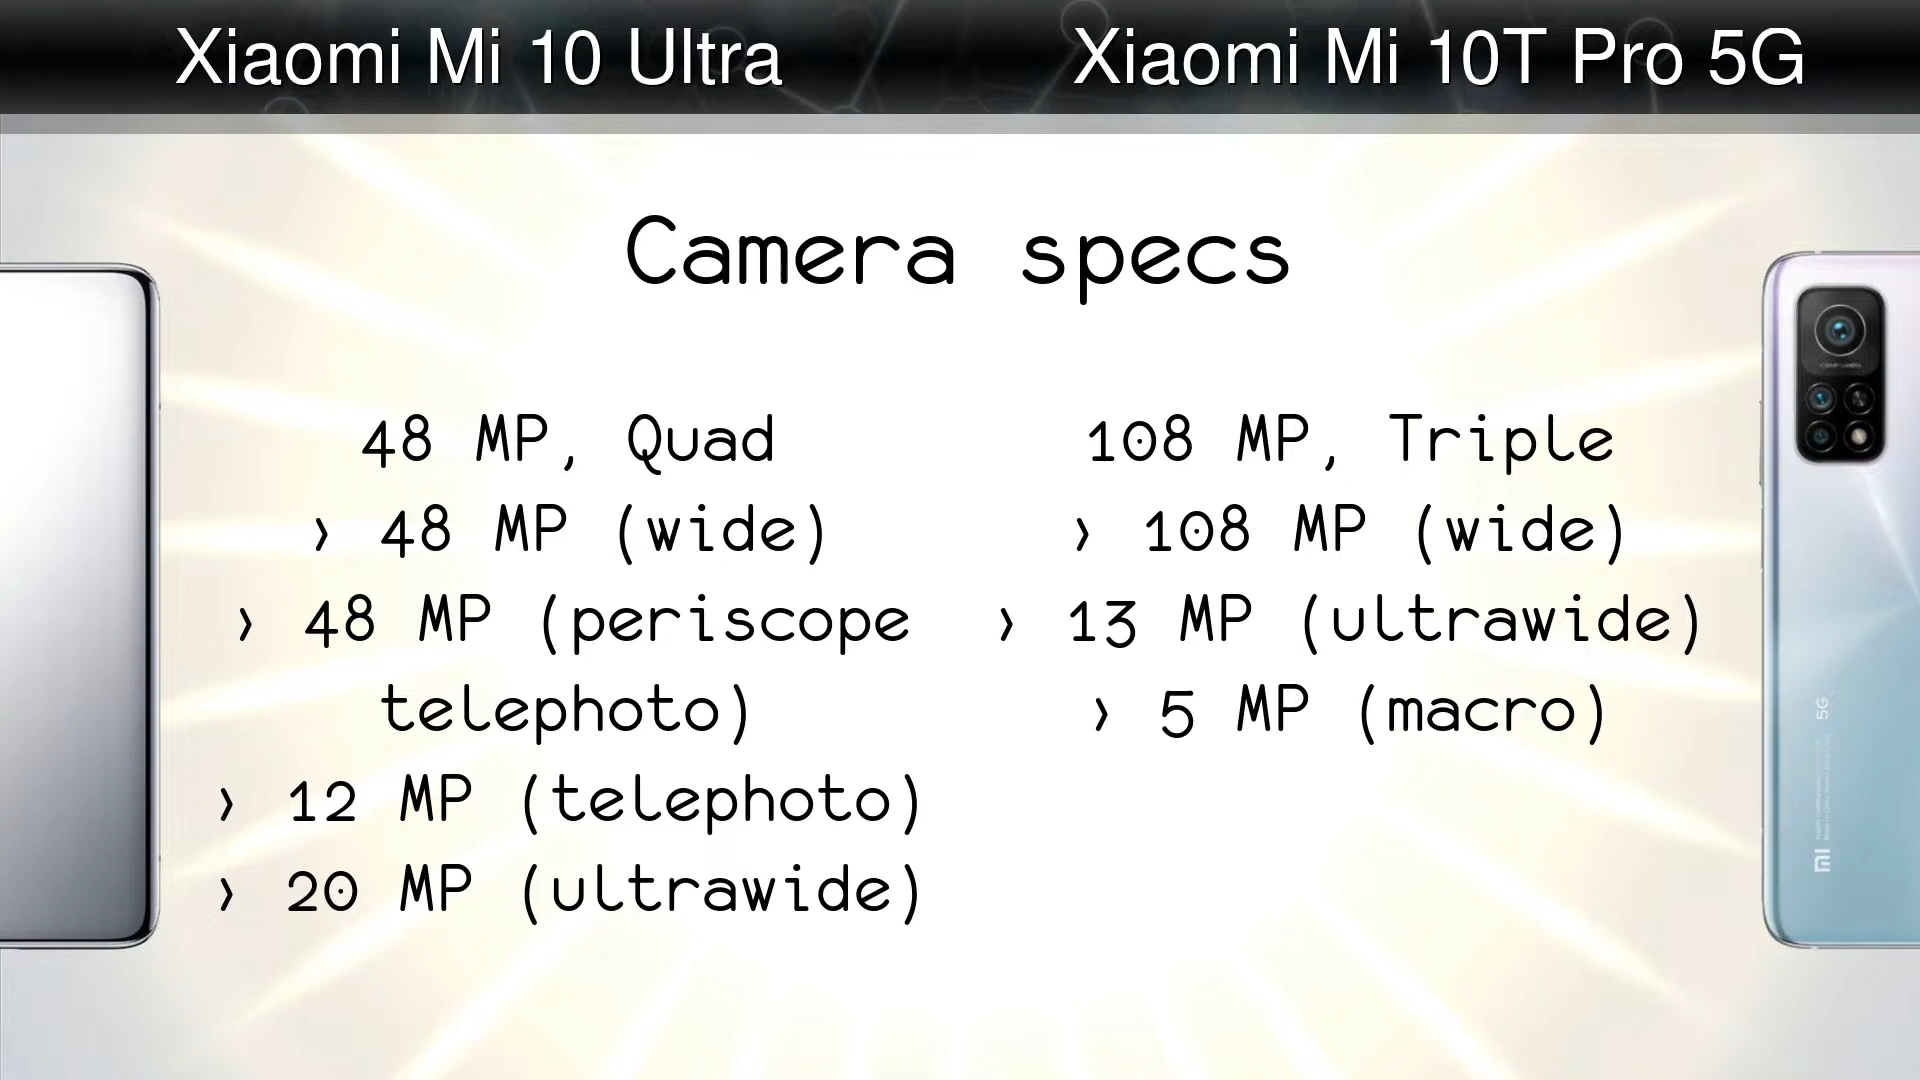 Xiaomi Mi 10 Ultra
Xiaomi Mi 10T Pro 5G
Camera specs
48 MP, Quad
› 48 MP (wide)
› 48 MP (periscope
telephoto)
› 12 MP (telephoto)
› 20 MP (ultrawide)
108 MP, Triple
› 108 MP (wide)
› 13 MP (ultrawide)
› 5 MP (macro)
5G